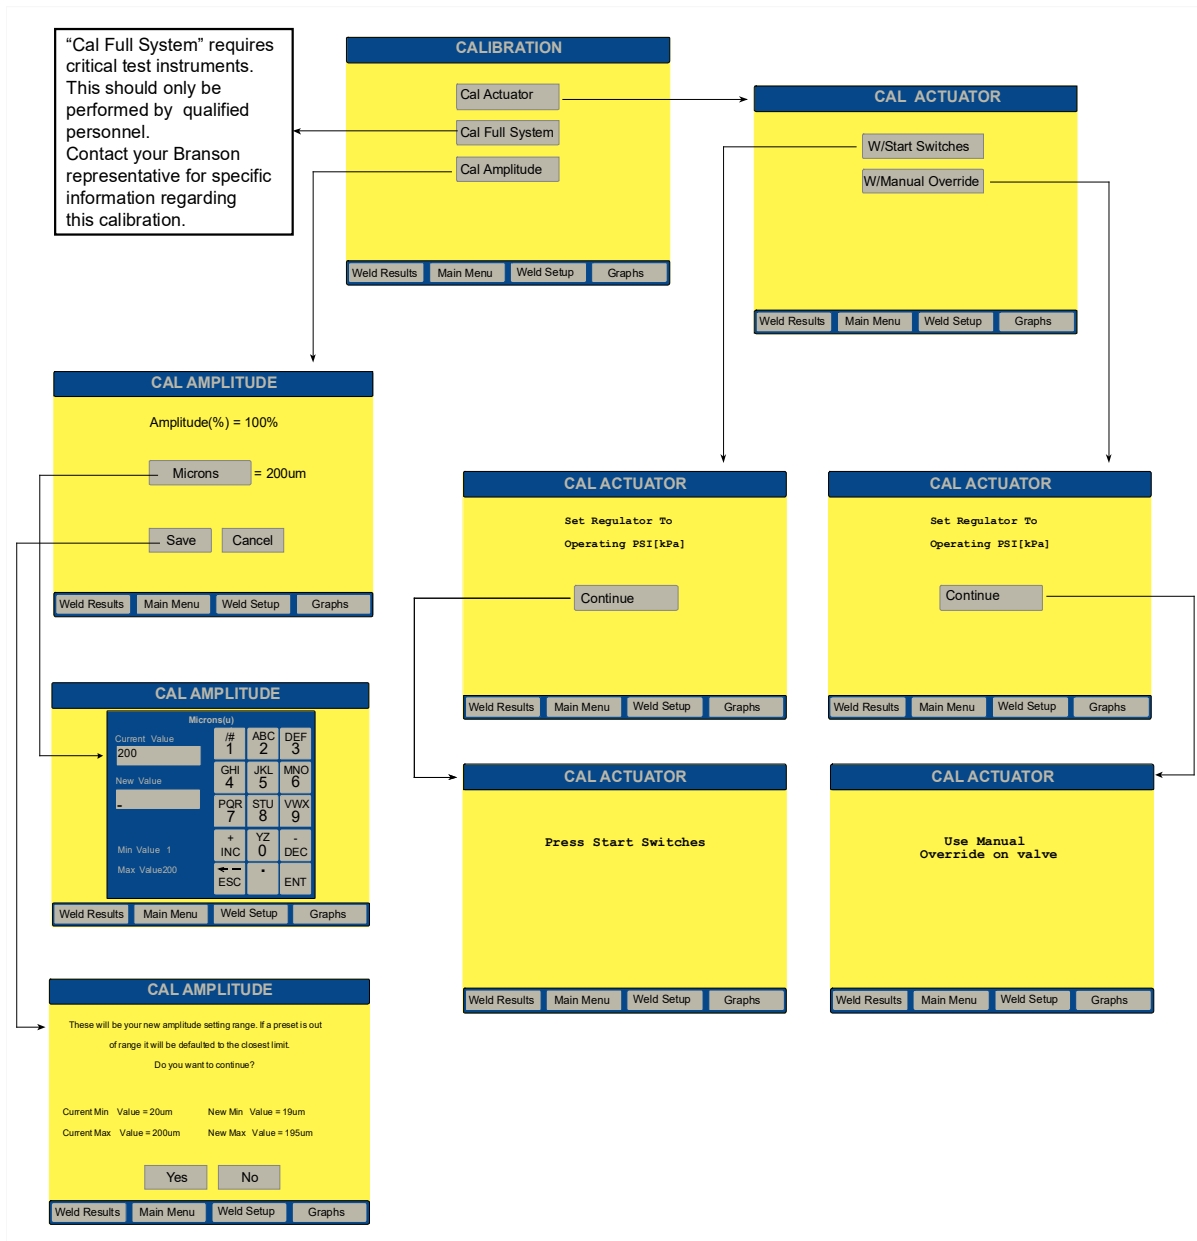 “Cal Full System” requires
critical test instruments.
This should only be
performed by qualified
personnel.
Contact your Branson
representative for specific
information regarding
this calibration.
CALIBRATION
Cal Actuator
Cal Full System
Cal Amplitude
Weld Results Main Menu Weld Setup Graphs
CAL ACTUATOR
W/Start Switches
W/Manual Override
Weld Results Main Menu Weld Setup Graphs
CAL AMPLITUDE
Amplitude(%) = 100%
Microns = 200um
Save Cancel
Weld Results Main Menu Weld Setup Graphs
CAL ACTUATOR
Set Regulator To
Operating PSI[kPa]
Continue
Weld Results Main Menu Weld Setup Graphs
CAL ACTUATOR
Set Regulator To
Operating PSI[kPa]
Continue
Weld Results Main Menu Weld Setup Graphs
CAL AMPLITUDE
Microns(u)
Current Value
200
New Value
-
Min Value 1
Max Value200
/# ABC DEF
1 2 3
GHI JKL MNO
4 5 6
PQR STU VWX
7 8 9
+ YZ -
INC 0 DEC
ESC . ENT
Weld Results Main Menu Weld Setup Graphs
CAL ACTUATOR
Press Start Switches
Weld Results Main Menu Weld Setup Graphs
CAL ACTUATOR
Use Manual
Override on valve
Weld Results Main Menu Weld Setup Graphs
CAL AMPLITUDE
These will be your new amplitude setting range. If a preset is out
of range it will be defaulted to the closest limit.
Do you want to continue?
Current Min Value = 20um New Min Value = 19um
Current Max Value = 200um New Max Value = 195um
Yes No
Weld Results Main Menu Weld Setup Graphs